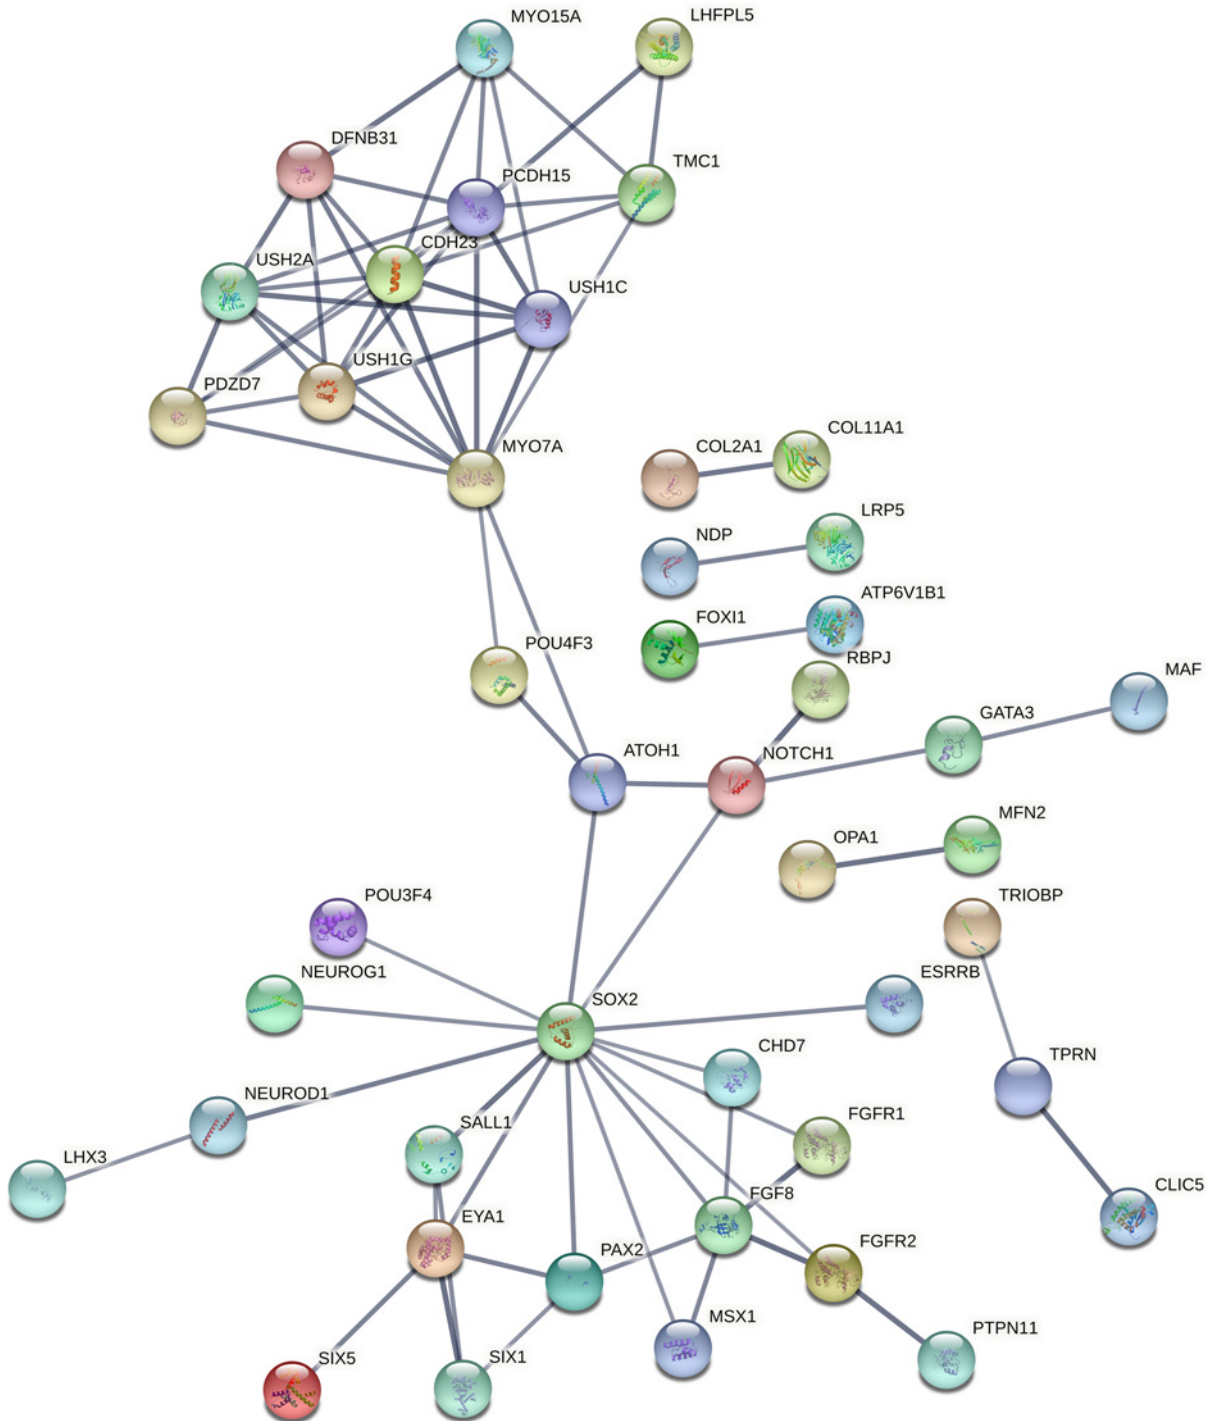 MYO15A
LHFPL5
DFNB31
PCDH15
TMC1
CDH23
USH2A
USH1C
USH1G
PDZD7
MYO7A
COL2A1
COL11A1
NDP
LRP5
FOXI1
ATP6V1B1
POU4F3
RBPJ
MAF
GATA3
ATOH1
NOTCH1
OPA1
MFN2
POU3F4
TRIOBP
NEUROG1
SOX2
ESRRB
CHD7
TPRN
NEUROD1
SALL1
FGFR1
LHX3
CLIC5
EYA1
FGF8
PAX2
FGFR2
MSX1
PTPN11
SIX5
SIX1